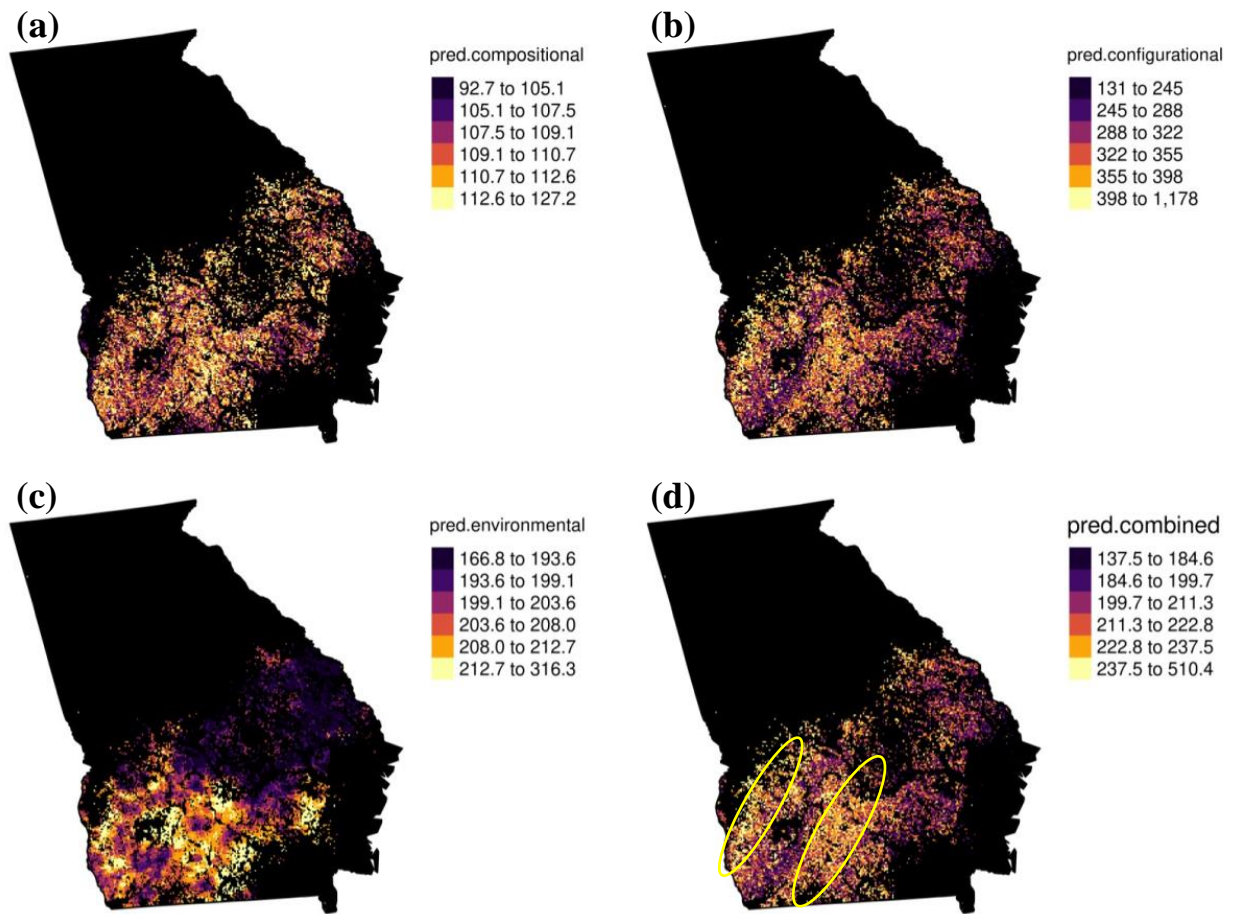 (a)
pred.compositional
92.7 to 105.1
105.1 to 107.5
107.5 to 109.1
109.1 to 110.7
110.7 to 112.6
112.6 to 127.2
(b)
pred.configurational
131 to 245
245 to 288
288 to 322
322 to 355
355 to 398
398 to 1,178
(c)
pred.environmental
166.8 to 193.6
193.6 to 199.1
199.1 to 203.6
203.6 to 208.0
208.0 to 212.7
212.7 to 316.3
(d)
pred.combined
137.5 to 184.6
184.6 to 199.7
199.7 to 211.3
211.3 to 222.8
222.8 to 237.5
237.5 to 510.4